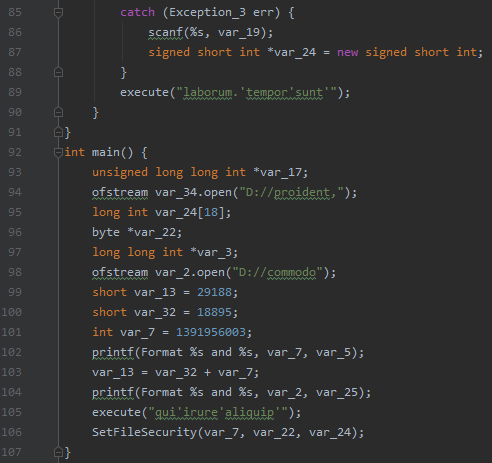 85 catch (Exception_3 err) {
86 scanf(%s, var_19);
87 signed short int *var_24 = new signed short int;
88 }
89 execute("laborum.'tempor'sunt'");
90 }
91 }
92 int main() {
93 unsigned long long int *var_17;
94 ofstream var_34.open("D://proident,");
95 long int var_24[18];
96 byte *var_22;
97 long long int *var_3;
98 ofstream var_2.open("D://commodo");
99 short var_13 = 29188;
100 short var_32 = 18895;
101 int var_7 = 1391956003;
102 printf(Format %s and %s, var_7, var_5);
103 var_13 = var_32 + var_7;
104 printf(Format %s and %s, var_2, var_25);
105 execute("qui'irure'aliquip'");
106 SetFileSecurity(var_7, var_22, var_24);
107 }